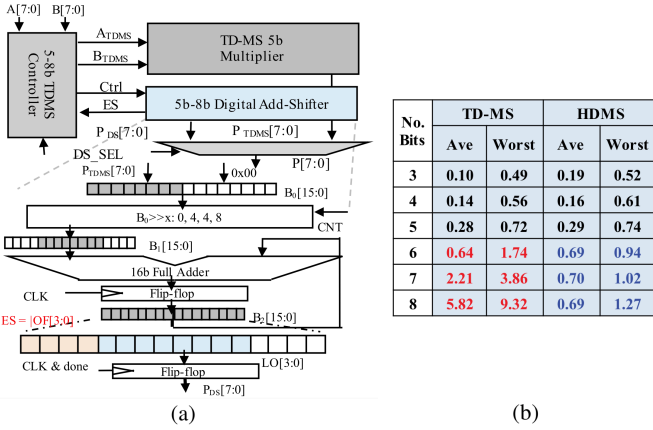 A[7:0] B[7:0]
5-8b TDMS
Controller
A_TDMS
B_TDMS
Ctrl
ES
TD-MS 5b
Multiplier
5b-8b Digital Add-Shifter
P_DS[7:0]
P_TDMS[7:0]
DS_SEL
P[7:0]
P_TDMS[7:0]
0x00
B_0[15:0]
B_0>>x: 0, 4, 4, 8
CNT
B_1[15:0]
16b Full Adder
CLK
Flip-flop
ES = |OF[3:0]
B_2[15:0]
LO[3:0]
CLK & done
Flip-flop
P_DS[7:0]
(a)
No. Bits TD-MS HDMS
Ave Worst Ave Worst
3 0.10 0.49 0.19 0.52
4 0.14 0.56 0.16 0.61
5 0.28 0.72 0.29 0.74
6 0.64 1.74 0.69 0.94
7 2.21 3.86 0.70 1.02
8 5.82 9.32 0.69 1.27
(b)